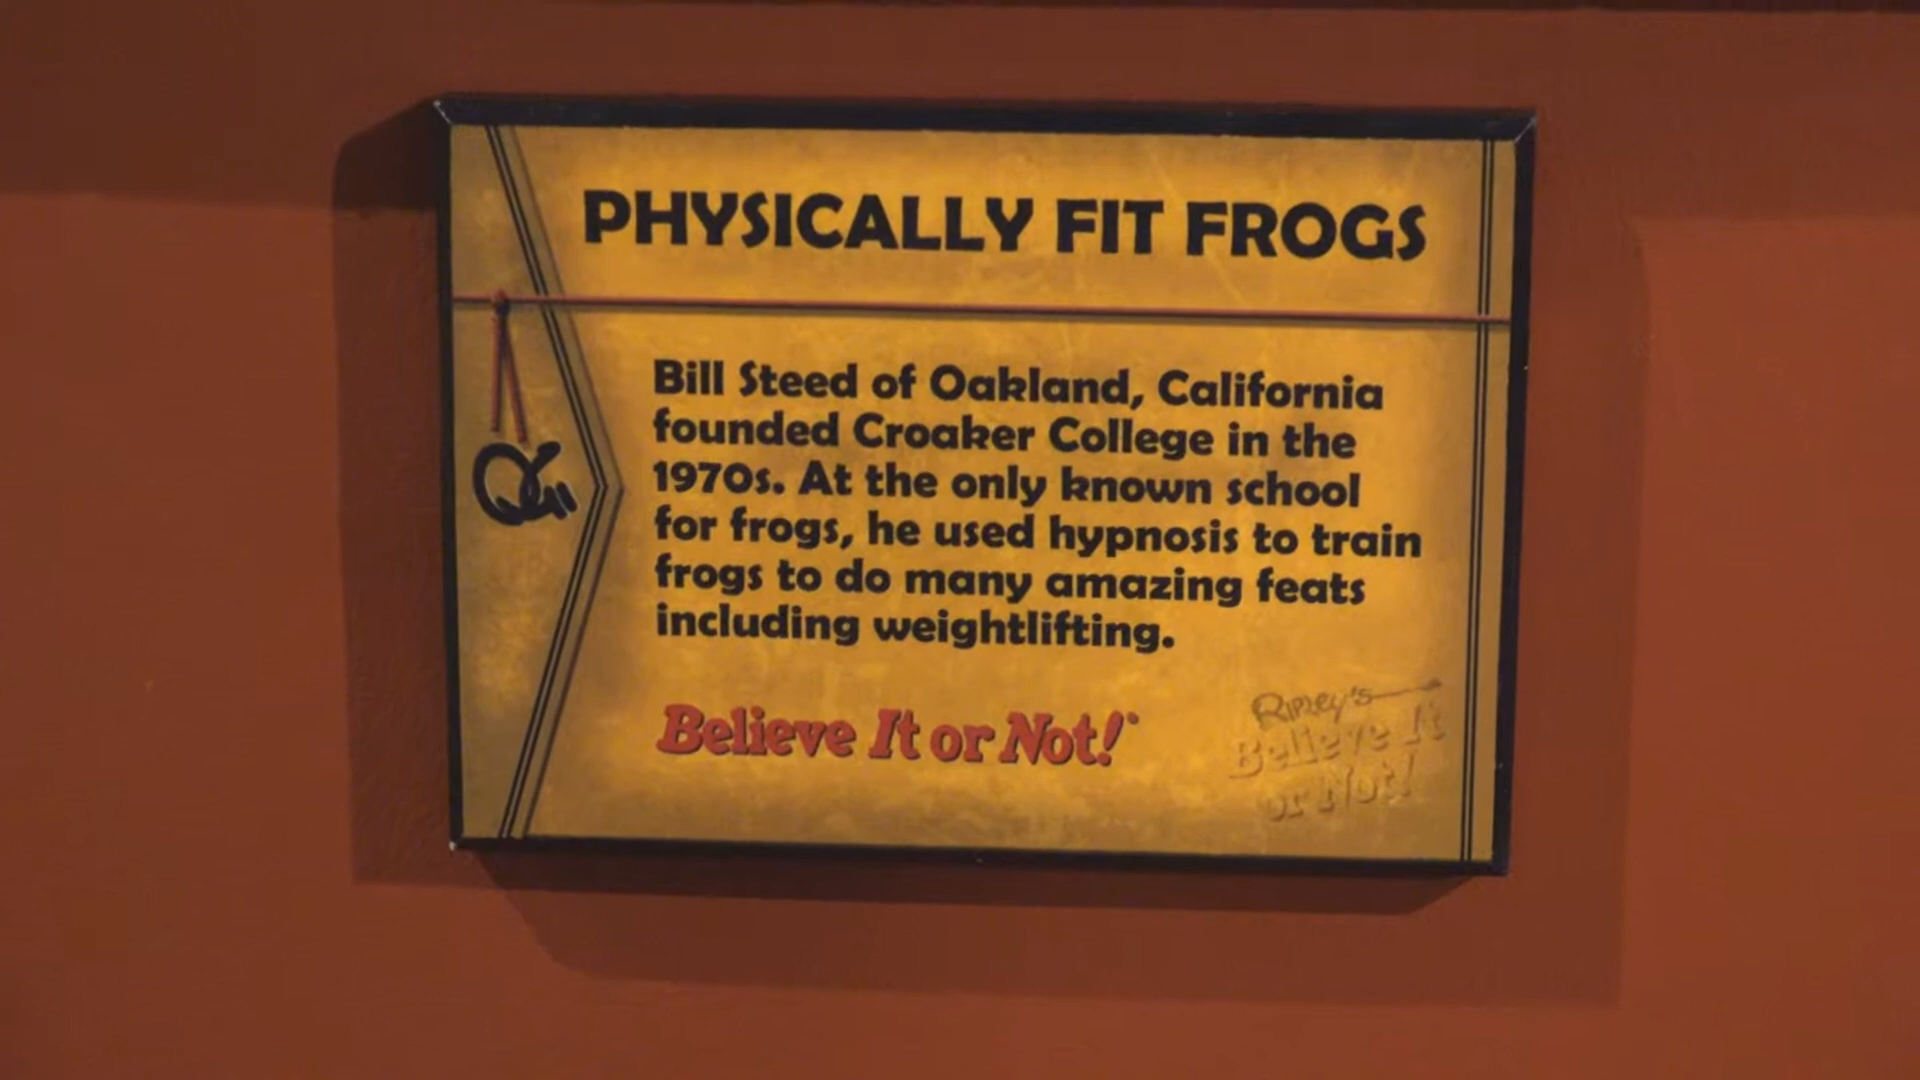 PHYSICALLY FIT FROGS
Bill Steed of Oakland, California
founded Croaker College in the
1970s. At the only known school
for frogs, he used hypnosis to train
frogs to do many amazing feats
including weightlifting.
Believe It or Not!
RIPLEY'S
Believe It
or Not!